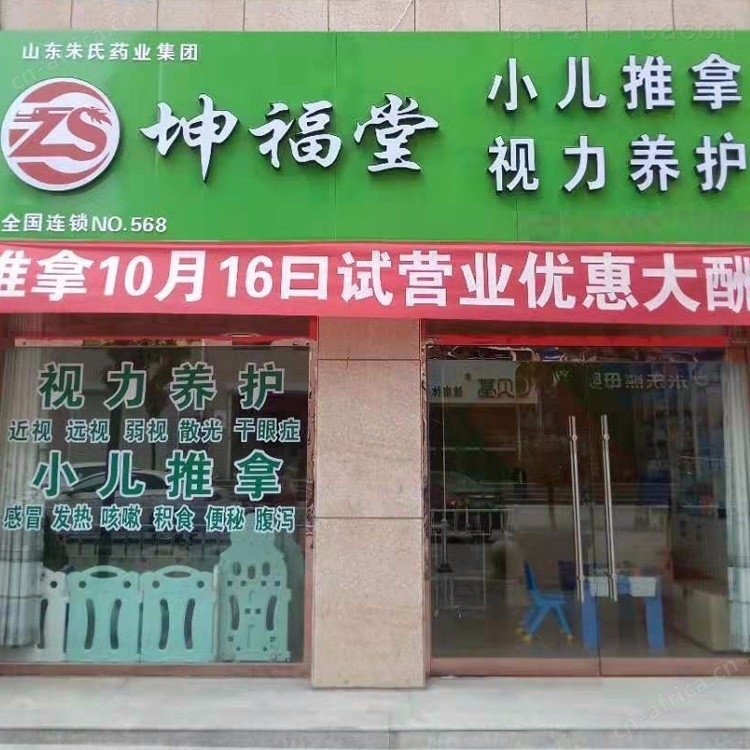 山东朱氏药业集团
ZS
坤福堂
小儿推拿
视力养护
全国连锁NO.568
推拿10月16日试营业优惠大酬
视力养护
近视 远视 弱视 散光 干眼症
小儿推拿
感冒 发热 咳嗽 积食 便秘 腹泻